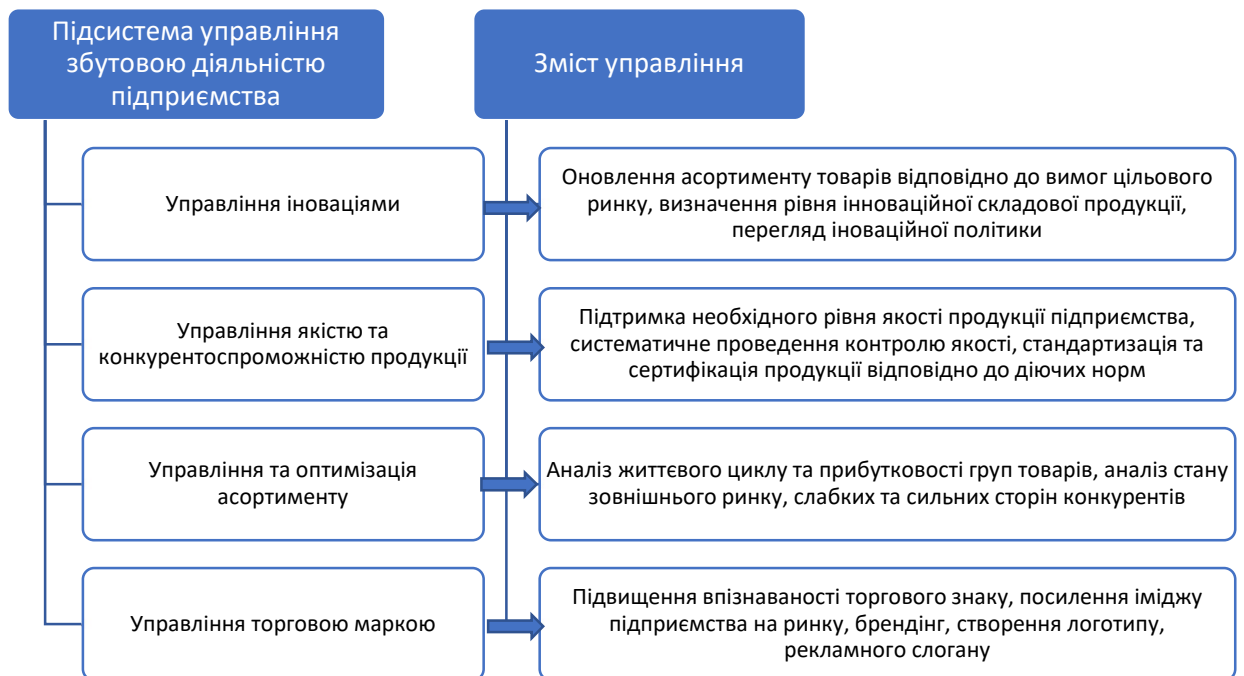 Підсистема управління
збутовою діяльністю
підприємства
Зміст управління
Управління іноваціями
Оновлення асортименту товарів відповідно до вимог цільового
ринку, визначення рівня інноваційної складової продукції,
перегляд іноваційної політики
Управління якістю та
конкурентоспроможністю продукції
Підтримка необхідного рівня якості продукції підприємства,
систематичне проведення контролю якості, стандартизація та
сертифікація продукції відповідно до діючих норм
Управління та оптимізація
асортименту
Аналіз життєвого циклу та прибутковості груп товарів, аналіз стану
зовнішнього ринку, слабких та сильних сторін конкурентів
Управління торговою маркою
Підвищення впізнаваності торгового знаку, посилення іміджу
підприємства на ринку, брендінг, створення логотипу,
рекламного слогану